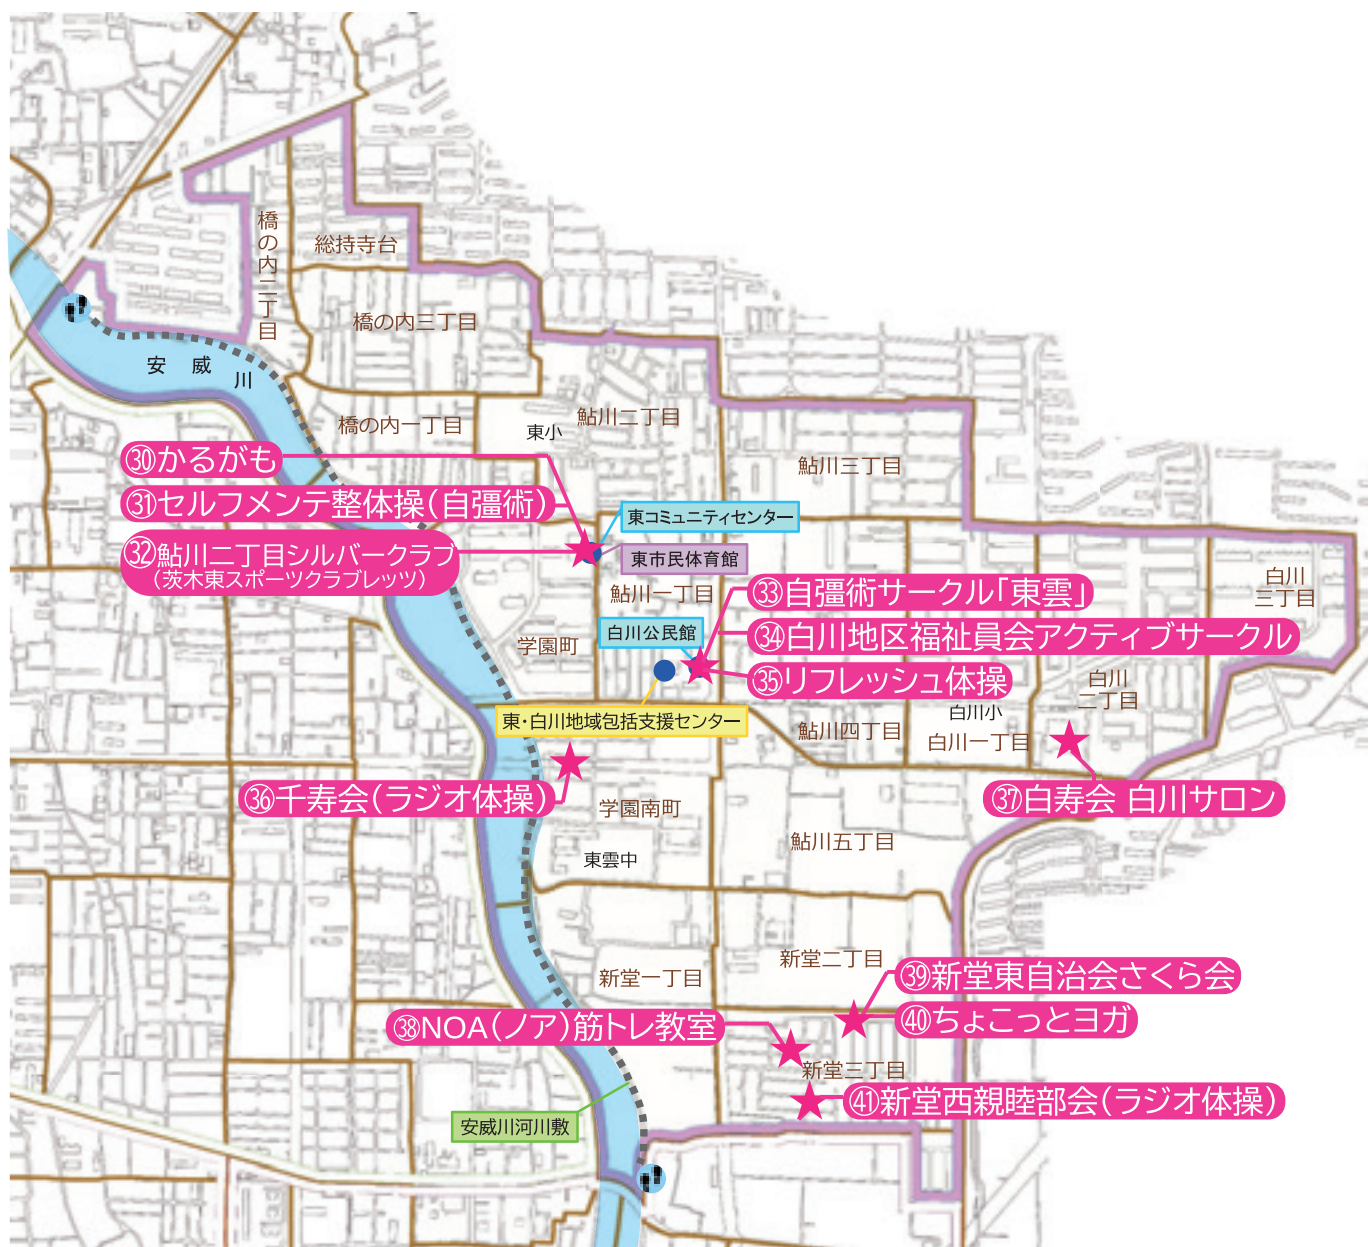 橋の内二丁目
総持寺台
橋の内三丁目
安威川
橋の内一丁目
鮎川二丁目
東小
鮎川三丁目
㉚かるがも
㉛セルフメンテ整体操(自彊術)
東コミュニティセンター
㉜鮎川二丁目シルバークラブ
(茨木東スポーツクラブレッツ)
東市民体育館
鮎川一丁目
白川
三丁目
㉝自彊術サークル「東雲」
白川公民館
㉞白川地区福祉員会アクティブサークル
学園町
㉟リフレッシュ体操
白川
二丁目
東・白川地域包括支援センター
白川小
鮎川四丁目
白川一丁目
㊱千寿会(ラジオ体操)
㊲白寿会 白川サロン
学園南町
鮎川五丁目
東雲中
新堂二丁目
新堂一丁目
㊴新堂東自治会さくら会
㊳NOA(ノア)筋トレ教室
㊵ちょこっとヨガ
新堂三丁目
㊶新堂西親睦部会(ラジオ体操)
安威川河川敷